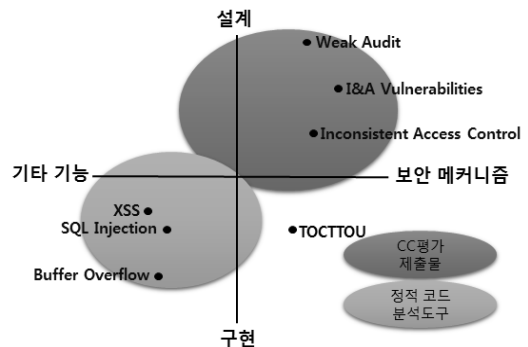 설계
Weak Audit
I&A Vulnerabilities
Inconsistent Access Control
기타 기능
보안 메커니즘
XSS
SQL Injection
TOCTTOU
Buffer Overflow
CC평가
제출물
정적 코드
분석도구
구현